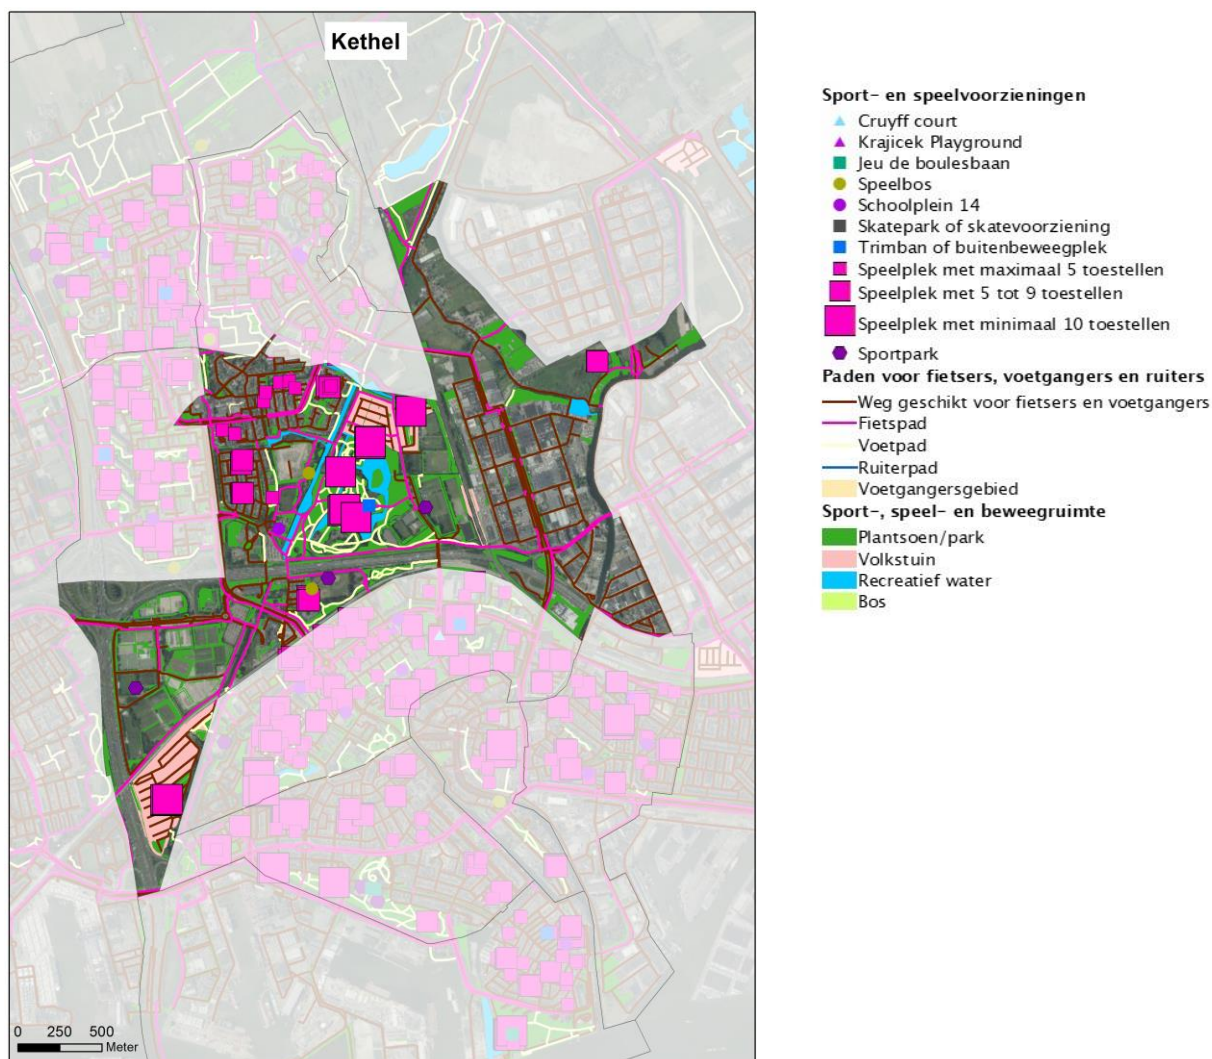 Kethel
Sport- en speelvoorzieningen
Cruyff court
Krajicek Playground
Jeu de boulesbaan
Speelbos
Schoolplein 14
Skatepark of skatevoorziening
Trimban of buitenbeweegplek
Speelplek met maximaal 5 toestellen
Speelplek met 5 tot 9 toestellen
Speelplek met minimaal 10 toestellen
Sportpark
Paden voor fietsers, voetgangers en ruiters
Weg geschikt voor fietsers en voetgangers
Fietspad
Voetpad
Ruiterpad
Voetgangersgebied
Sport-, speel- en beweegruimte
Plantsoen/park
Volkstuin
Recreatief water
Bos
0 250 500
Meter